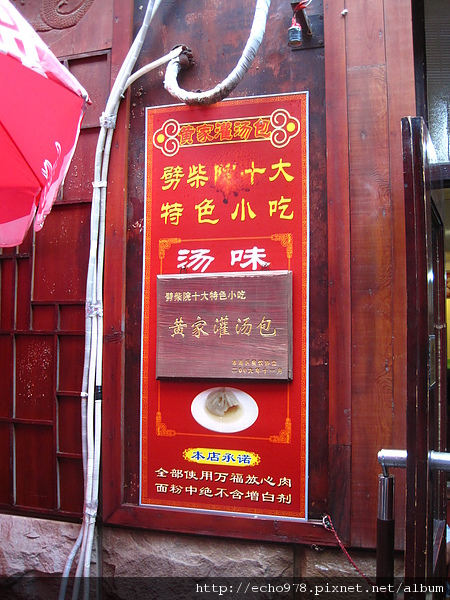 黄家灌汤包
劈柴院十大
特色小吃
汤味
劈柴院十大特色小吃
黄家灌汤包
本店承诺
全部使用万福放心肉
面粉中绝不含增白剂
http://echo978.pixnet.net/album